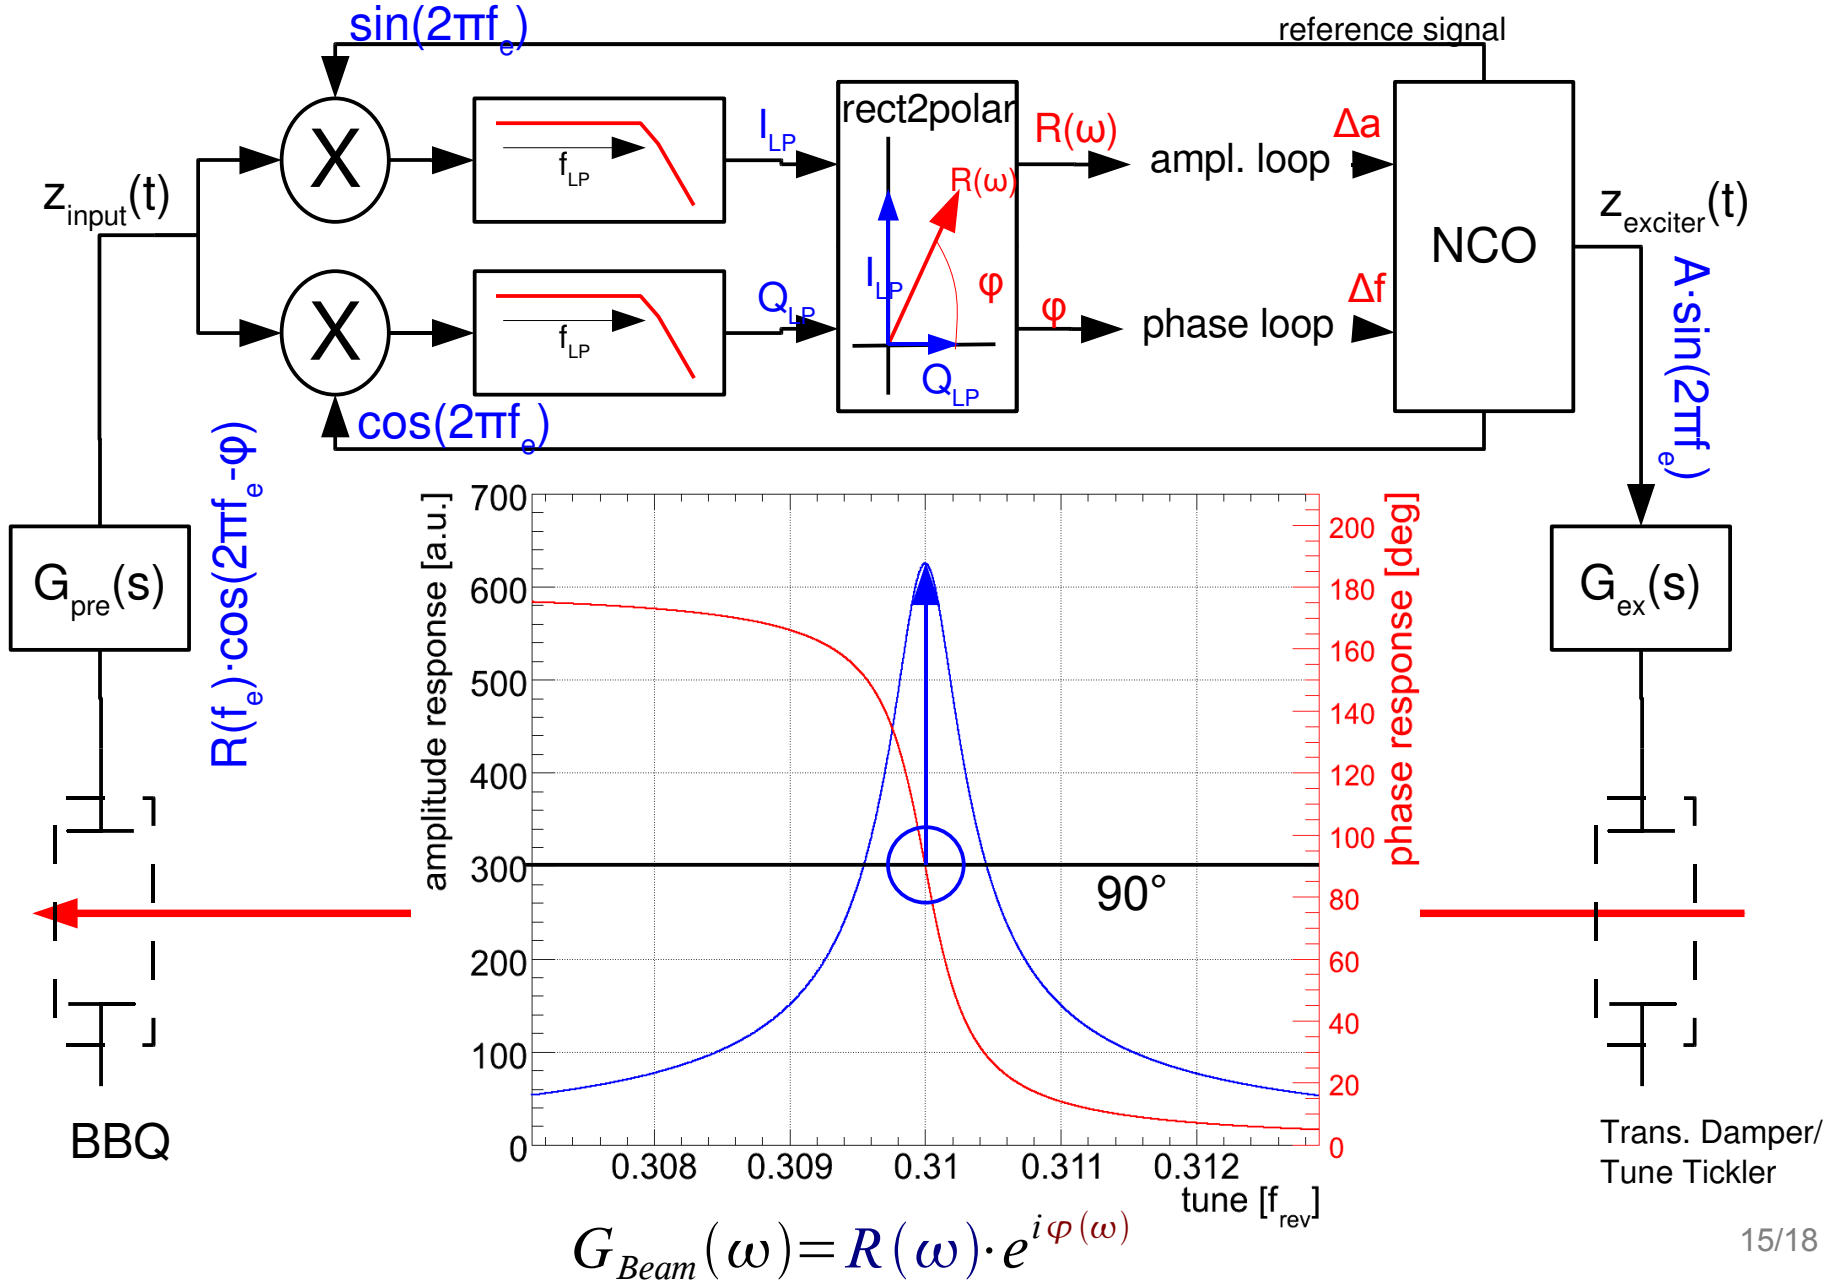 sin(2πf_e)
reference signal
X
f_LP
I_LP
rect2polar
R(ω)
R(ω)
I_LP
φ
Q_LP
ampl. loop
Δa
z_input(t)
NCO
z_exciter(t)
X
f_LP
Q_LP
φ
phase loop
Δf
cos(2πf_e)
A·sin(2πf_e)
R(f_e)·cos(2πf_e-φ)
G_pre(s)
G_ex(s)
amplitude response [a.u.]
700
600
500
400
300
200
100
0
phase response [deg]
200
180
160
140
120
100
80
60
40
20
0
90°
0.308 0.309 0.31 0.311 0.312
tune [f_rev]
BBQ
Trans. Damper/
Tune Tickler
G_Beam(ω)=R(ω)·e^{iφ(ω)}
15/18